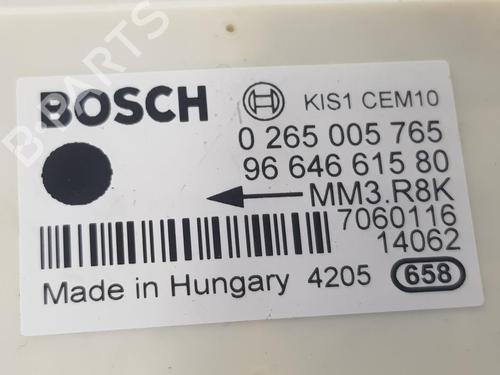 B-PARTS
BOSCH KIS1 CEM10
0 265 005 765
96 646 615 80
MM3.R8K
7060116
14062
Made in Hungary 4205 658